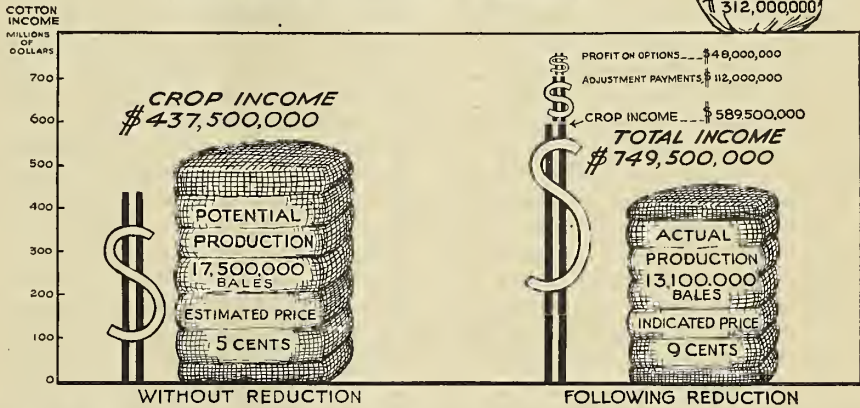 COTTON
INCOME
MILLIONS
OF
DOLLARS
$312,000,000
700
600
500
400
300
200
100
0
CROP INCOME
$437,500,000
POTENTIAL
PRODUCTION
17,500,000
BALES
ESTIMATED PRICE
5 CENTS
WITHOUT REDUCTION
PROFIT ON OPTIONS___$48,000,000
ADJUSTMENT PAYMENTS,$112,000,000
CROP INCOME___$589.500,000
TOTAL INCOME
$749,500,000
ACTUAL
PRODUCTION
13,100.000
BALES
INDICATED PRICE
9 CENTS
FOLLOWING REDUCTION